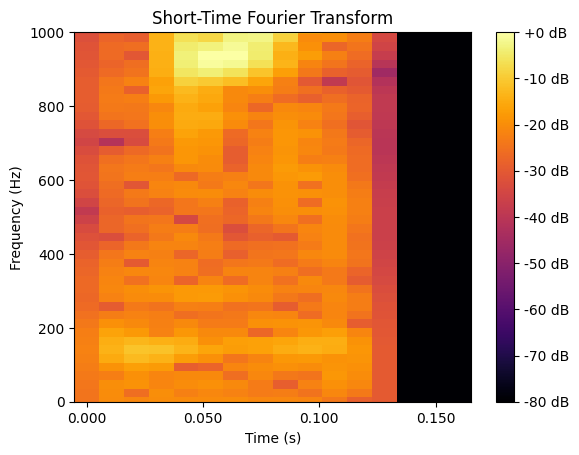 Short-Time Fourier Transform
1000
800
600
400
200
0
Frequency (Hz)
0.000
0.050
0.100
0.150
Time (s)
+0 dB
-10 dB
-20 dB
-30 dB
-40 dB
-50 dB
-60 dB
-70 dB
-80 dB